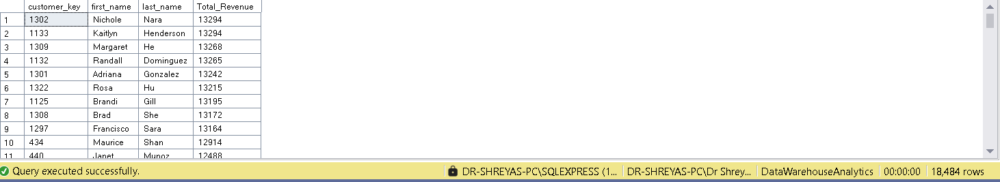 customer_key first_name last_name Total_Revenue
1 1302 Nichole Nara 13294
2 1133 Kaitlyn Henderson 13294
3 1309 Margaret He 13268
4 1132 Randall Dominguez 13265
5 1301 Adriana Gonzalez 13242
6 1322 Rosa Hu 13215
7 1125 Brandi Gill 13195
8 1308 Brad She 13172
9 1297 Francisco Sara 13164
10 434 Maurice Shan 12914
11 440 Janet Munoz 12488
Query executed successfully. DR-SHREYAS-PC\SQLEXPRESS (1... DR-SHREYAS-PC\Dr Shrey... DataWarehouseAnalytics 00:00:00 18,484 rows